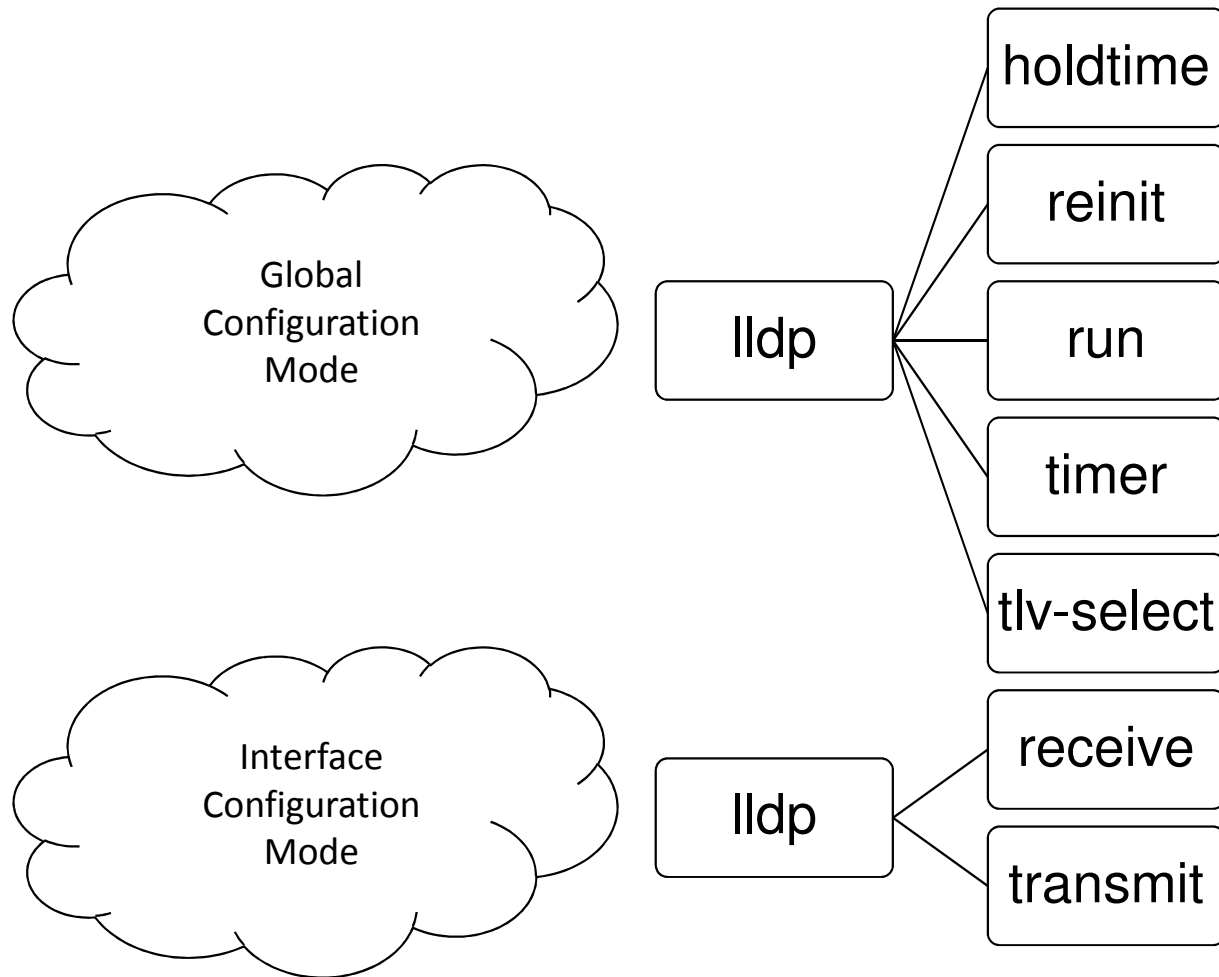 holdtime
reinit
Global
Configuration
Mode
lldp
run
timer
tlv-select
Interface
Configuration
Mode
lldp
receive
transmit